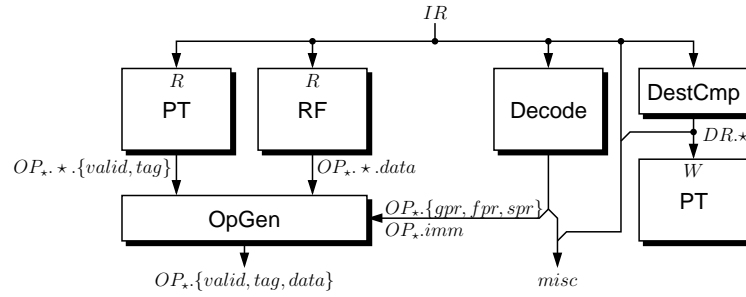 IR
R
PT
R
RF
Decode
DestCmp
OP⋆.⋆.{valid, tag}
OP⋆.⋆.data
DR.⋆
W
PT
OpGen
OP⋆.{gpr, fpr, spr}
OP⋆.imm
OP⋆.{valid, tag, data}
misc